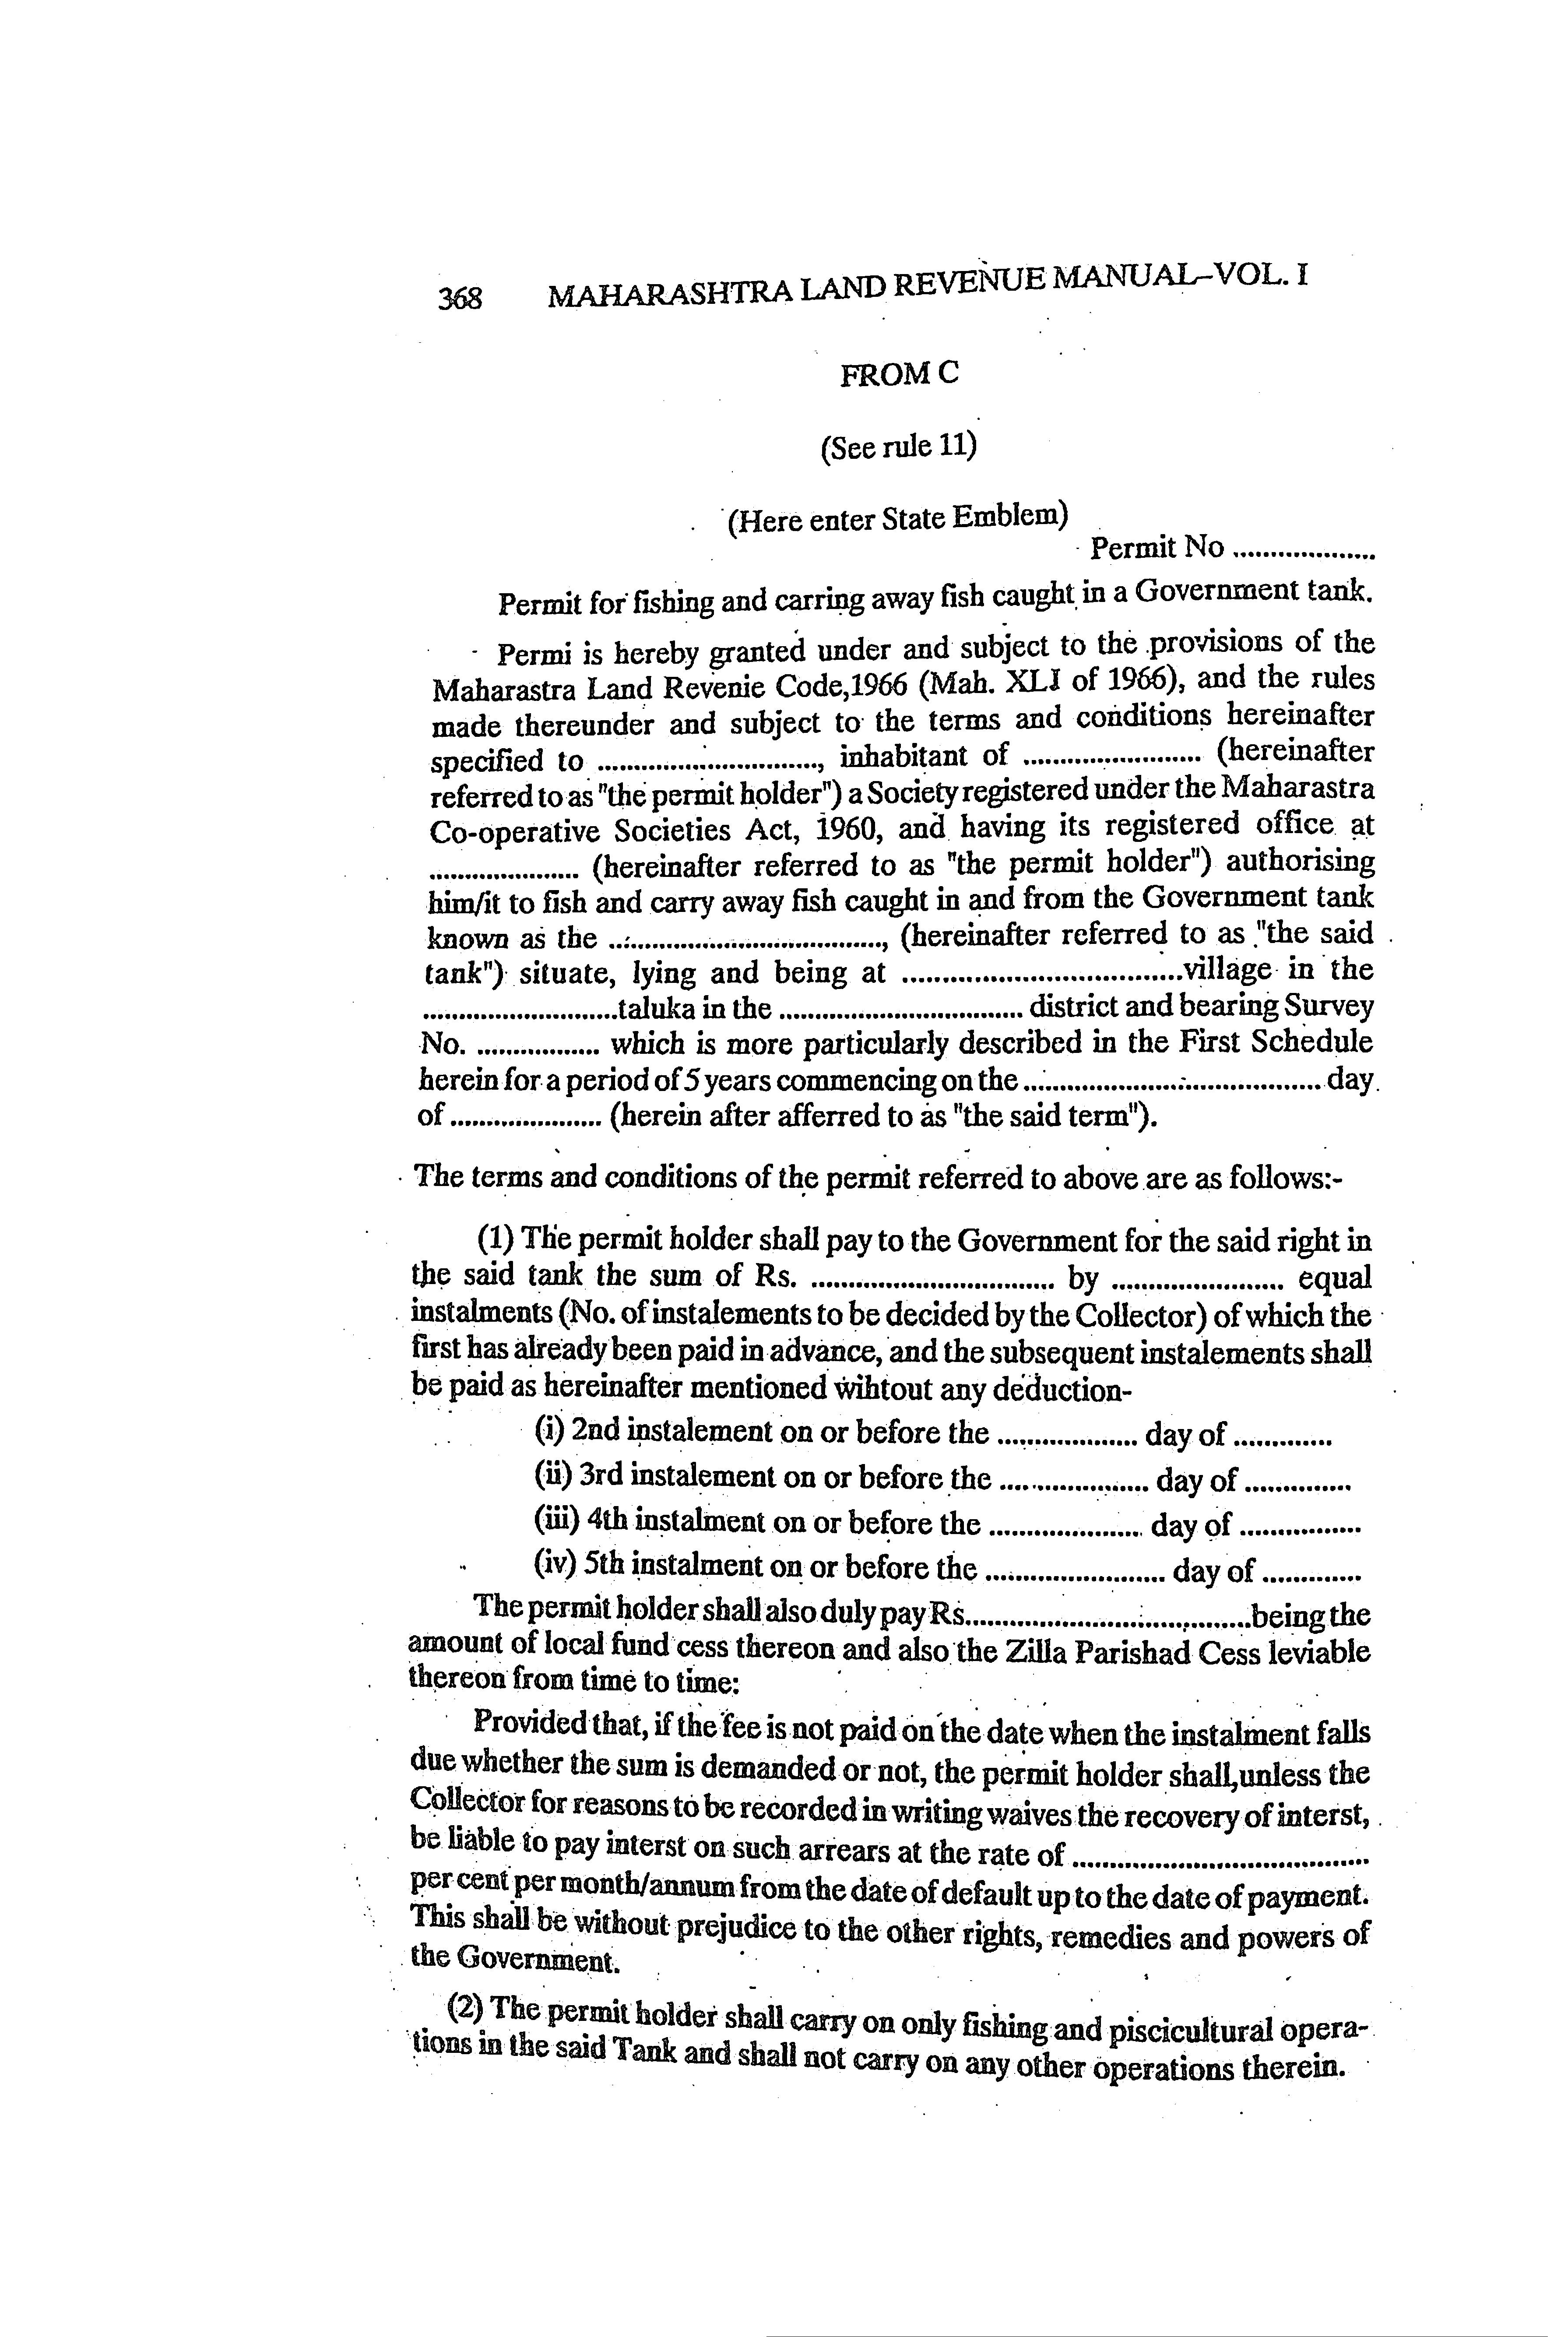 368 MAHARASHTRA LAND REVENUE MANUAL–VOL. I
FROM C
(See rule 11)
(Here enter State Emblem)
Permit No ....................
Permit for fishing and carring away fish caught in a Government tank.
Permi is hereby granted under and subject to the provisions of the
Maharastra Land Revenie Code,1966 (Mah. XLI of 1966), and the rules
made thereunder and subject to the terms and conditions hereinafter
specified to ..............................., inhabitant of ......................... (hereinafter
referred to as "the permit holder") a Society registered under the Maharastra
Co-operative Societies Act, 1960, and having its registered office at
..................... (hereinafter referred to as "the permit holder") authorising
him/it to fish and carry away fish caught in and from the Government tank
known as the ......................................, (hereinafter referred to as "the said
tank") situate, lying and being at .......................................village in the
...........................taluka in the .................................. district and bearing Survey
No. ................. which is more particularly described in the First Schedule
herein for a period of 5 years commencing on the .......................................... day
of ..................... (herein after afferred to as "the said term").
The terms and conditions of the permit referred to above are as follows:-
(1) The permit holder shall pay to the Government for the said right in
the said tank the sum of Rs. .................................. by ........................ equal
instalments (No. of instalements to be decided by the Collector) of which the
first has already been paid in advance, and the subsequent instalements shall
be paid as hereinafter mentioned wihtout any deduction-
(i) 2nd instalement on or before the .................... day of ..............
(ii) 3rd instalement on or before the ..................... day of ...............
(iii) 4th instalment on or before the ...................... day of .................
(iv) 5th instalment on or before the ......................... day of ..............
The permit holder shall also duly pay Rs........................................being the
amount of local fund cess thereon and also the Zilla Parishad Cess leviable
thereon from time to time:
Provided that, if the fee is not paid on the date when the instalment falls
due whether the sum is demanded or not, the permit holder shall,unless the
Collector for reasons to be recorded in writing waives the recovery of interst,
be liable to pay interst on such arrears at the rate of .........................................
per cent per month/annum from the date of default up to the date of payment.
This shall be without prejudice to the other rights, remedies and powers of
the Government.
(2) The permit holder shall carry on only fishing and piscicultural opera-
tions in the said Tank and shall not carry on any other operations therein.